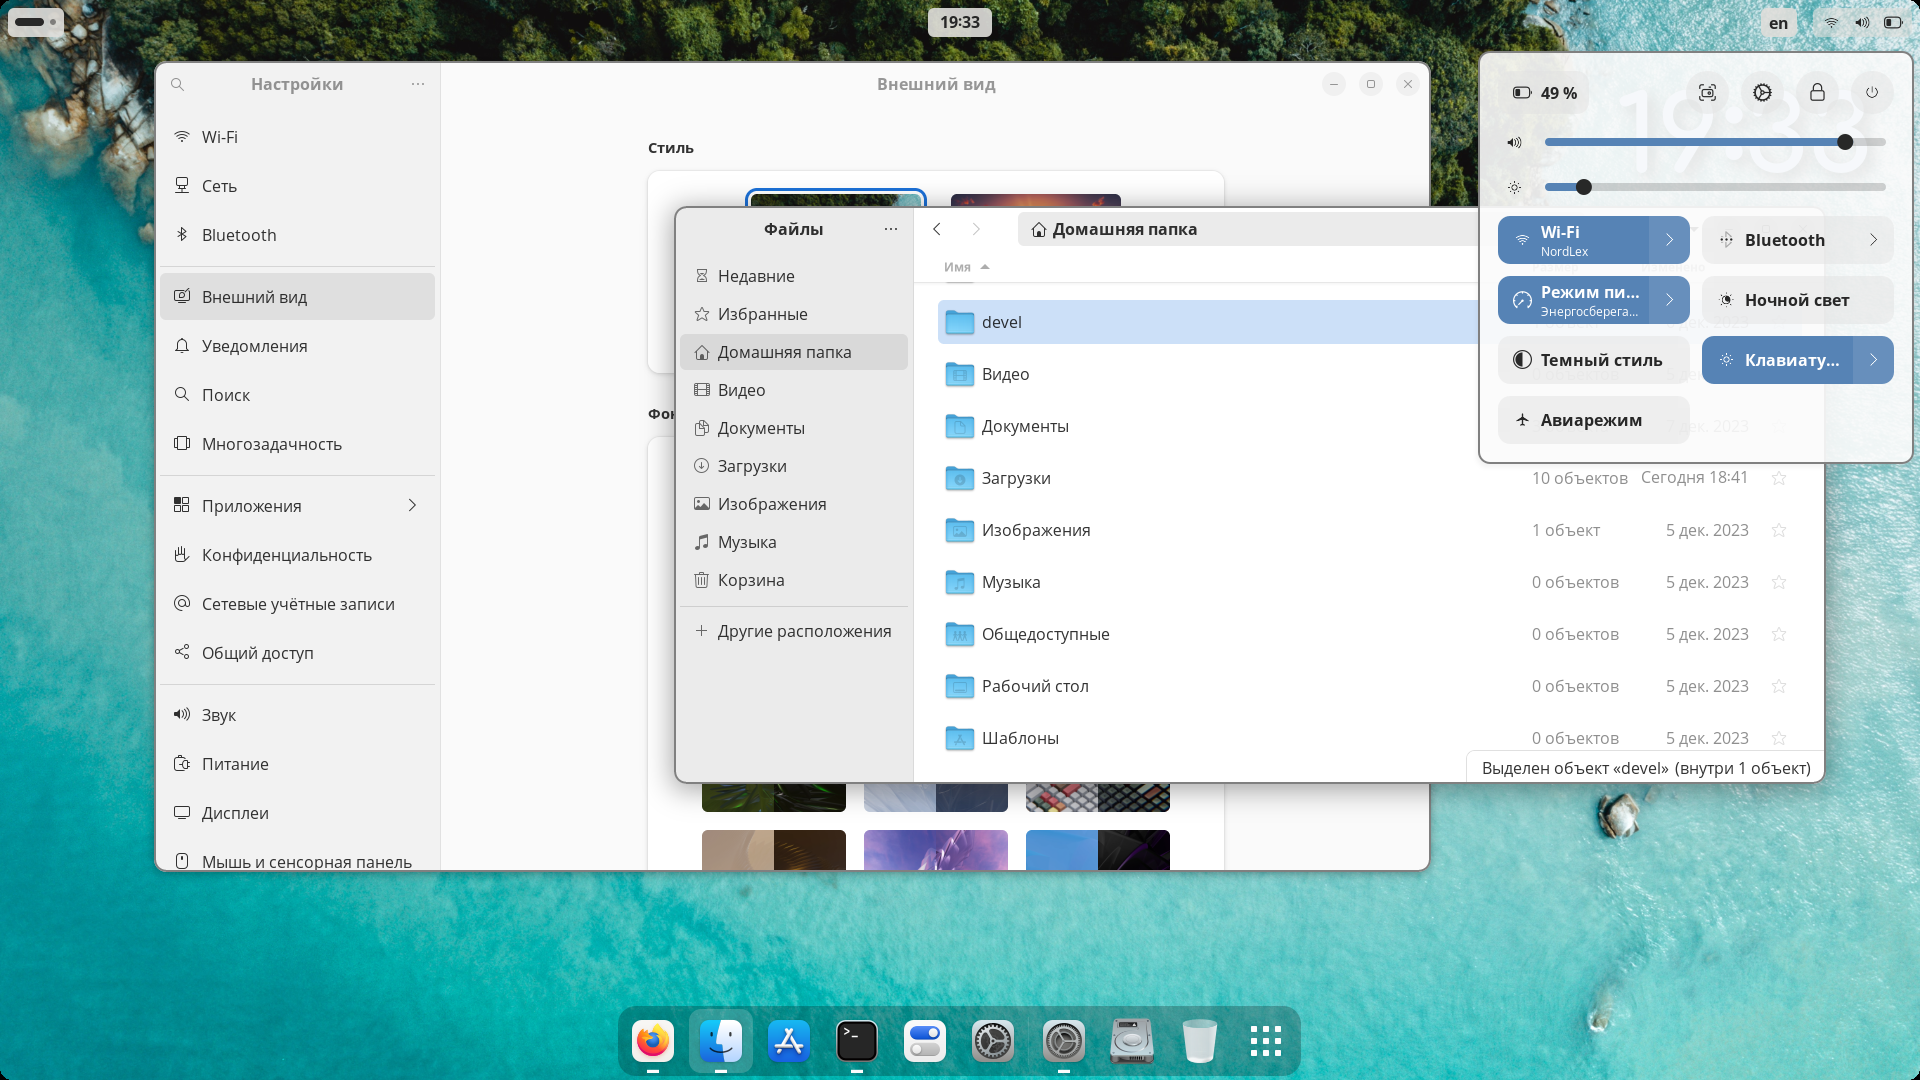 19:33
en
Настройки
Wi-Fi
Сеть
Bluetooth
Внешний вид
Уведомления
Поиск
Многозадачность
Приложения
Конфиденциальность
Сетевые учётные записи
Общий доступ
Звук
Питание
Дисплеи
Мышь и сенсорная панель
Внешний вид
Стиль
Файлы
Недавние
Избранные
Домашняя папка
Видео
Документы
Загрузки
Изображения
Музыка
Корзина
Другие расположения
Домашняя папка
Имя
devel
Видео
Документы
Загрузки 10 объектов Сегодня 18:41
Изображения 1 объект 5 дек. 2023
Музыка 0 объектов 5 дек. 2023
Общедоступные 0 объектов 5 дек. 2023
Рабочий стол 0 объектов 5 дек. 2023
Шаблоны 0 объектов 5 дек. 2023
Выделен объект «devel» (внутри 1 объект)
49 %
19:33
Wi-Fi
NordLex
Bluetooth
Режим пи...
Энергосберега...
Ночной свет
Темный стиль
Клавиату...
Авиарежим